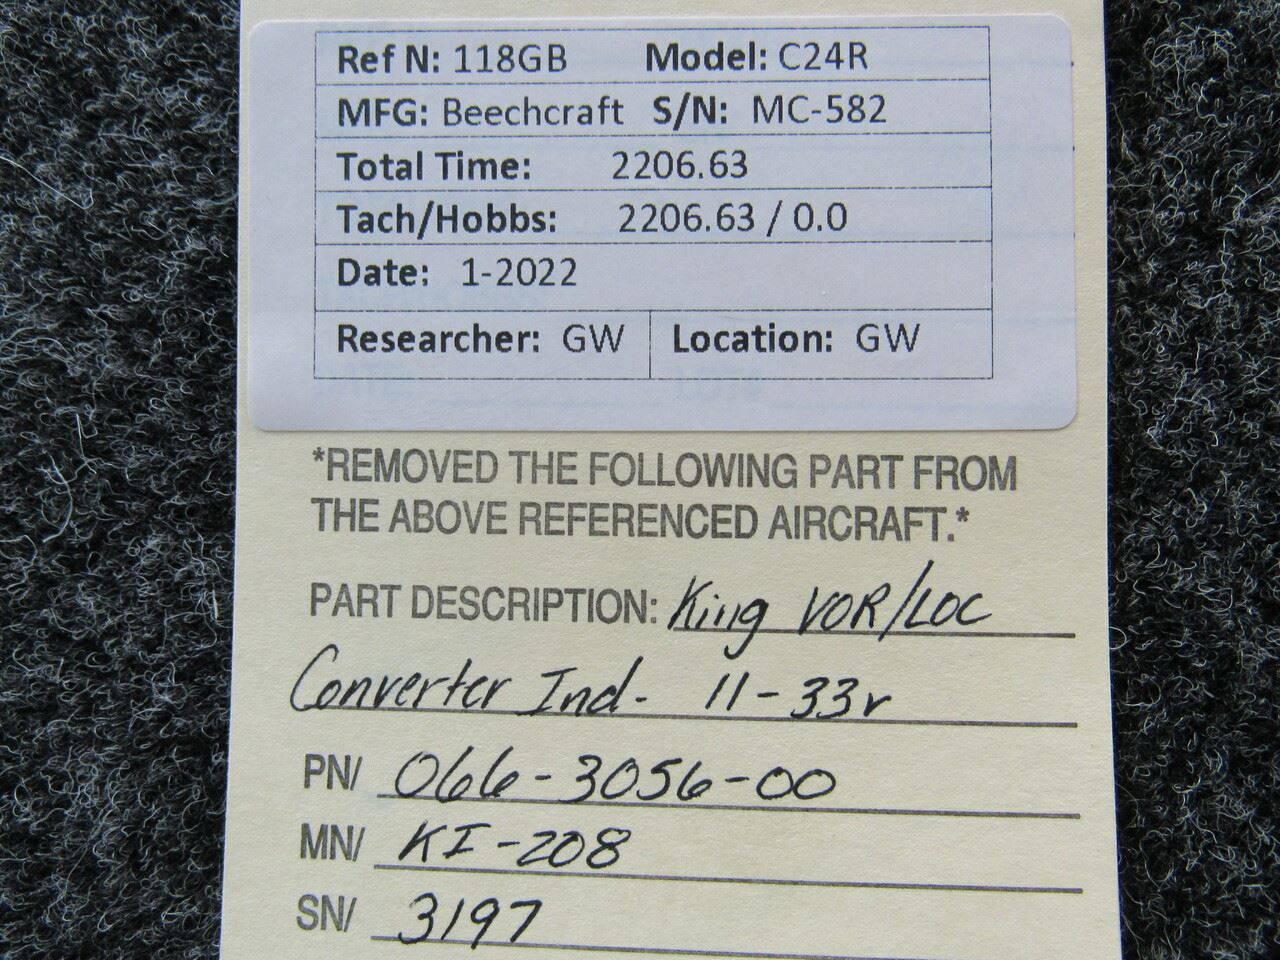 Ref N: 118GB Model: C24R
MFG: Beechcraft S/N: MC-582
Total Time: 2206.63
Tach/Hobbs: 2206.63 / 0.0
Date: 1-2022
Researcher: GW Location: GW
*REMOVED THE FOLLOWING PART FROM
THE ABOVE REFERENCED AIRCRAFT.*
PART DESCRIPTION: King VOR/LOC
Converter Ind- 11-33v
PN/ 066-3056-00
MN/ KI-208
SN/ 3197